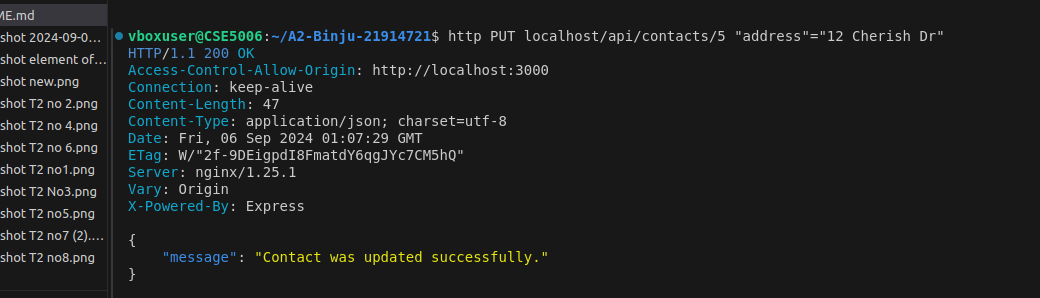 ME.md
shot 2024-09-0...
shot element of...
shot new.png
shot T2 no 2.png
shot T2 no 4.png
shot T2 no 6.png
shot T2 no1.png
shot T2 No3.png
shot T2 no5.png
shot T2 no7 (2)....
shot T2 no8.png
vboxuser@CSE5006:~/A2-Binju-21914721$ http PUT localhost/api/contacts/5 "address"="12 Cherish Dr"
HTTP/1.1 200 OK
Access-Control-Allow-Origin: http://localhost:3000
Connection: keep-alive
Content-Length: 47
Content-Type: application/json; charset=utf-8
Date: Fri, 06 Sep 2024 01:07:29 GMT
ETag: W/"2f-9DEigpdI8FmatdY6qgJYc7CM5hQ"
Server: nginx/1.25.1
Vary: Origin
X-Powered-By: Express
{
"message": "Contact was updated successfully."
}